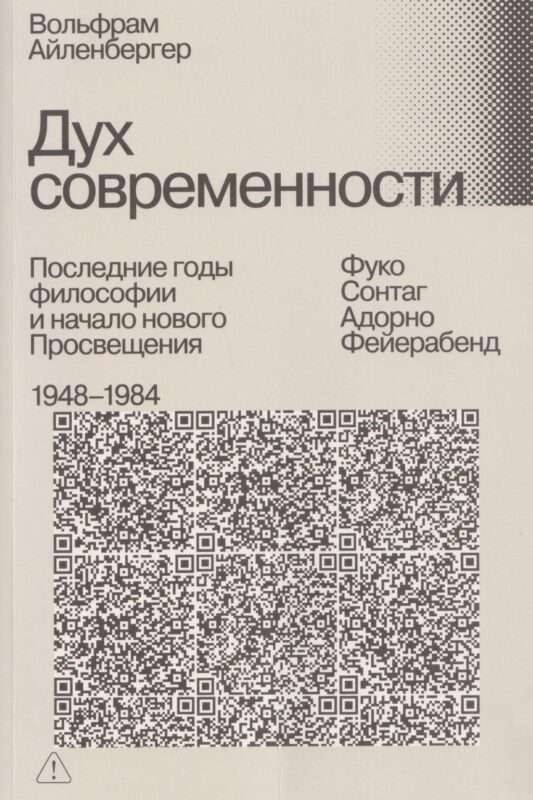 Вольфрам
Айленбергер
Дух
современности
Последние годы
философии
и начало нового
Просвещения
Фуко
Сонтаг
Адорно
Фейерабенд
1948–1984
!